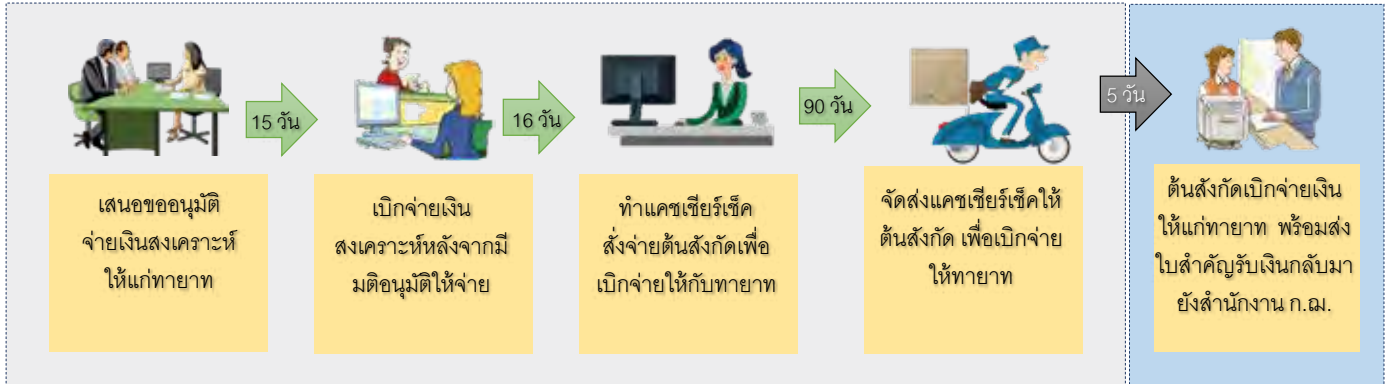 15 วัน
16 วัน
90 วัน
5 วัน
เสนอขออนุมัติ
จ่ายเงินสงเคราะห์
ให้แก่ทายาท
เบิกจ่ายเงิน
สงเคราะห์หลังจากมี
มติอนุมัติให้จ่าย
ทำแคชเชียร์เช็ค
สั่งจ่ายต้นสังกัดเพื่อ
เบิกจ่ายให้กับทายาท
จัดส่งแคชเชียร์เช็คให้
ต้นสังกัด เพื่อเบิกจ่าย
ให้ทายาท
ต้นสังกัดเบิกจ่ายเงิน
ให้แก่ทายาท พร้อมส่ง
ใบสำคัญรับเงินกลับมา
ยังสำนักงาน ก.ฌ.